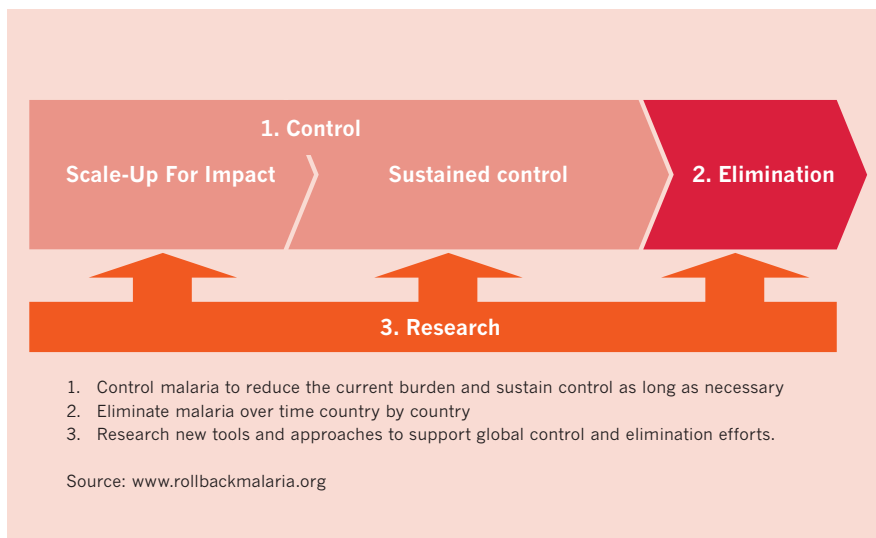 1. Control
Scale-Up For Impact
Sustained control
2. Elimination
3. Research
1. Control malaria to reduce the current burden and sustain control as long as necessary
2. Eliminate malaria over time country by country
3. Research new tools and approaches to support global control and elimination efforts.
Source: www.rollbackmalaria.org